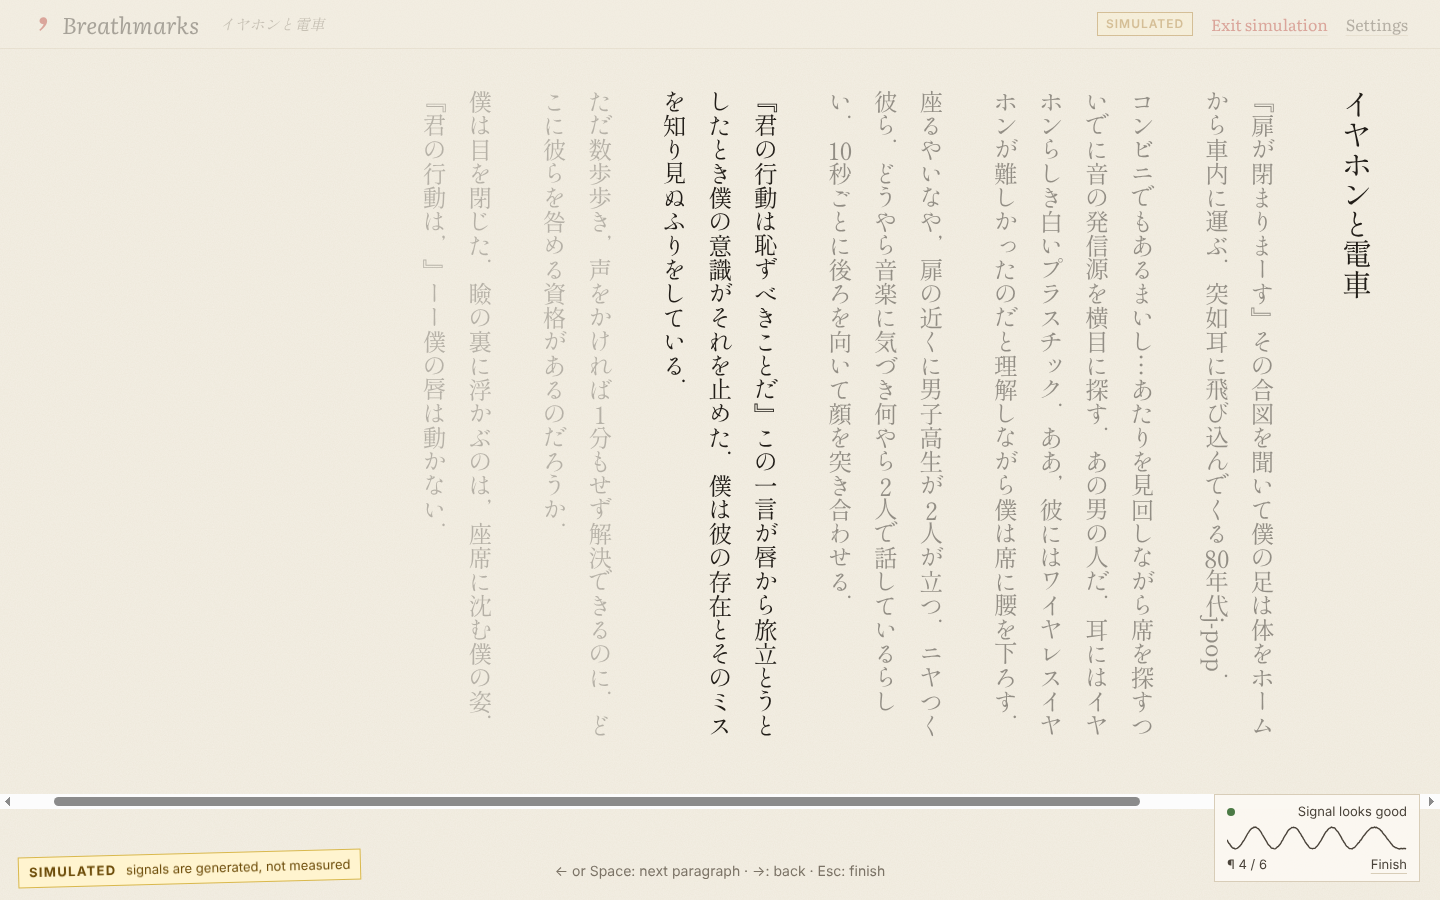 Breathmarks
イヤホンと電車
SIMULATED
Exit simulation
Settings
イヤホンと電車
『扉が閉まりまーす』その合図を聞いて僕の足は体をホーム
から車内に運ぶ．突如耳に飛び込んでくる80年代j-pop．
コンビニでもあるまいし…あたりを見回しながら席を探すつ
いでに音の発信源を横目に探す．あの男の人だ．耳にはイヤ
ホンらしき白いプラスチック．ああ，彼にはワイヤレスイヤ
ホンが難しかったのだと理解しながら僕は席に腰を下ろす．
座るやいなや，扉の近くに男子高生が2人が立つ．ニヤつく
彼ら．どうやら音楽に気づき何やら2人で話しているらし
い．10秒ごとに後ろを向いて顔を突き合わせる．
『君の行動は恥ずべきことだ』この一言が唇から旅立とうと
したとき僕の意識がそれを止めた．僕は彼の存在とそのミス
を知り見ぬふりをしている．
ただ数歩歩き，声をかければ1分もせず解決できるのに．ど
こに彼らを咎める資格があるのだろうか．
僕は目を閉じた．瞼の裏に浮かぶのは，座席に沈む僕の姿．
『君の行動は，』ーー僕の唇は動かない．
Signal looks good
¶ 4 / 6
Finish
SIMULATED signals are generated, not measured
← or Space: next paragraph · →: back · Esc: finish